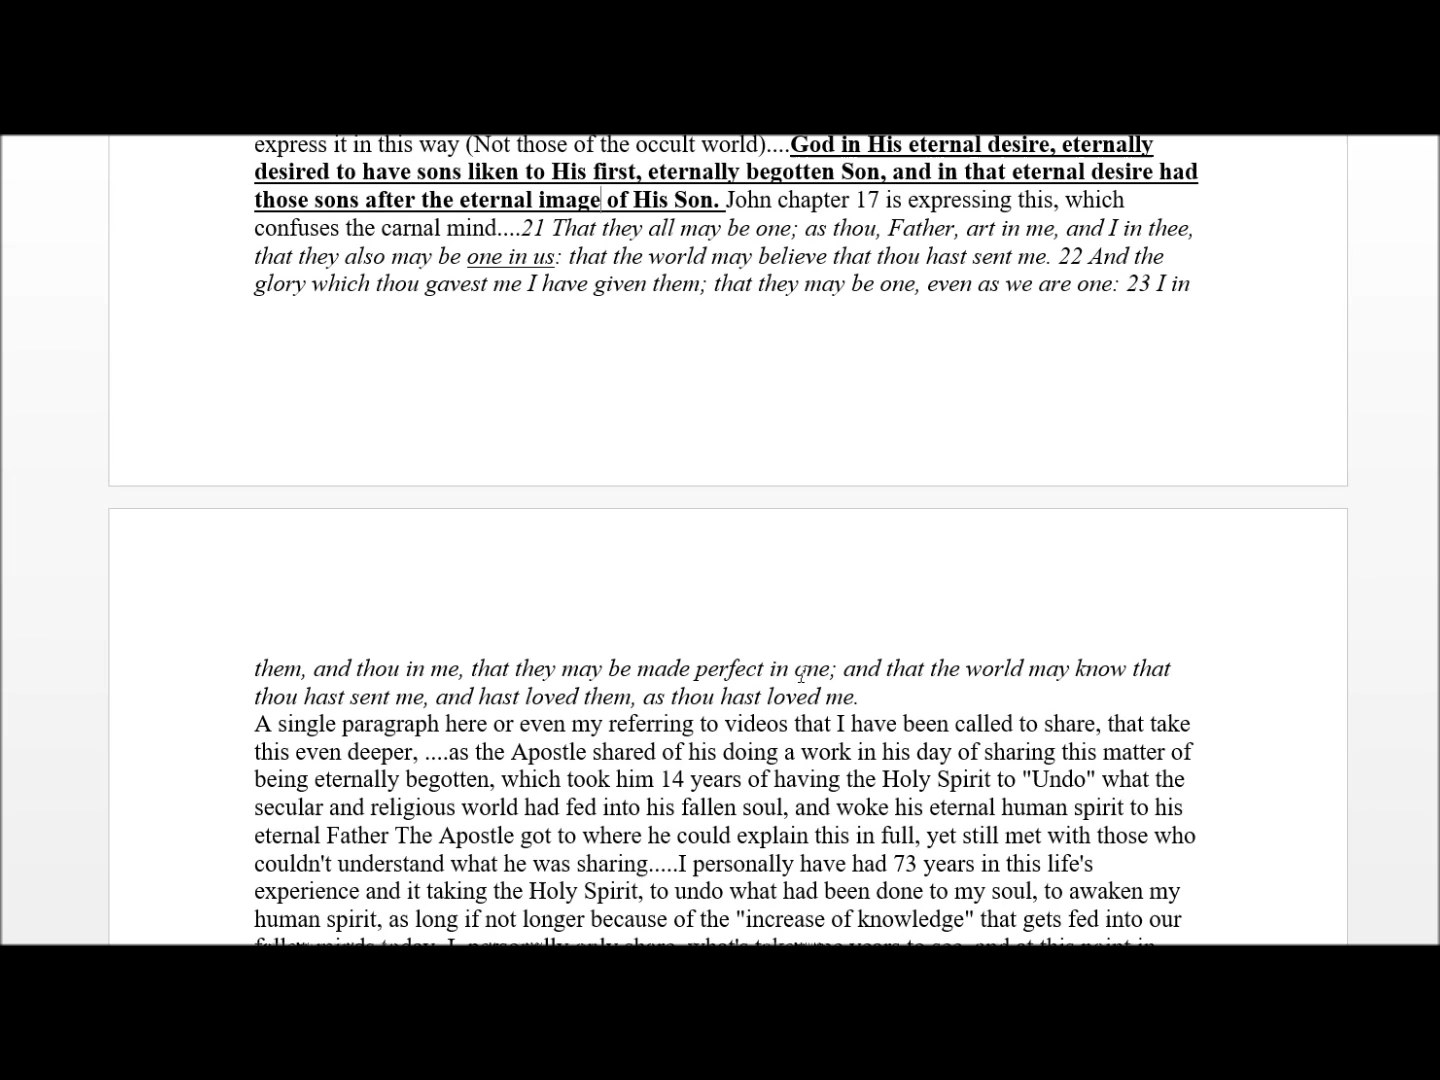 express it in this way (Not those of the occult world)....God in His eternal desire, eternally
desired to have sons liken to His first, eternally begotten Son, and in that eternal desire had
those sons after the eternal image of His Son. John chapter 17 is expressing this, which
confuses the carnal mind....21 That they all may be one; as thou, Father, art in me, and I in thee,
that they also may be one in us: that the world may believe that thou hast sent me. 22 And the
glory which thou gavest me I have given them; that they may be one, even as we are one: 23 I in
them, and thou in me, that they may be made perfect in one; and that the world may know that
thou hast sent me, and hast loved them, as thou hast loved me.
A single paragraph here or even my referring to videos that I have been called to share, that take
this even deeper, ....as the Apostle shared of his doing a work in his day of sharing this matter of
being eternally begotten, which took him 14 years of having the Holy Spirit to "Undo" what the
secular and religious world had fed into his fallen soul, and woke his eternal human spirit to his
eternal Father The Apostle got to where he could explain this in full, yet still met with those who
couldn't understand what he was sharing.....I personally have had 73 years in this life's
experience and it taking the Holy Spirit, to undo what had been done to my soul, to awaken my
human spirit, as long if not longer because of the "increase of knowledge" that gets fed into our